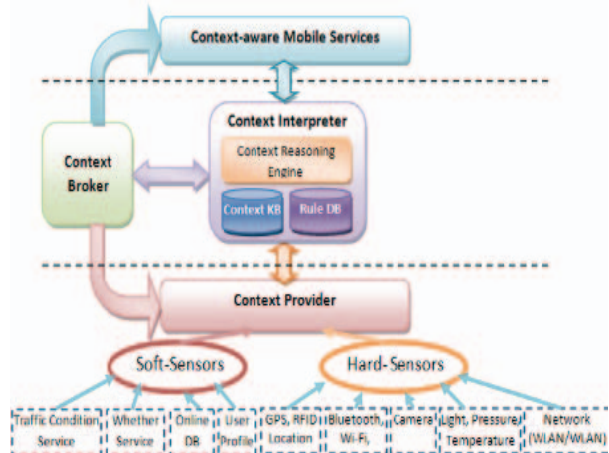 Context-aware Mobile Services
Context Interpreter
Context Reasoning
Engine
Context
Broker
Context KB
Rule DB
Context Provider
Soft-Sensors
Hard-Sensors
Traffic Condition
Service
Whether
Service
Online
DB
User
Profile
GPS, RFID
Location
Bluetooth,
Wi-Fi,
Camera
Light, Pressure/
Temperature
Network
(WLAN/WLAN)